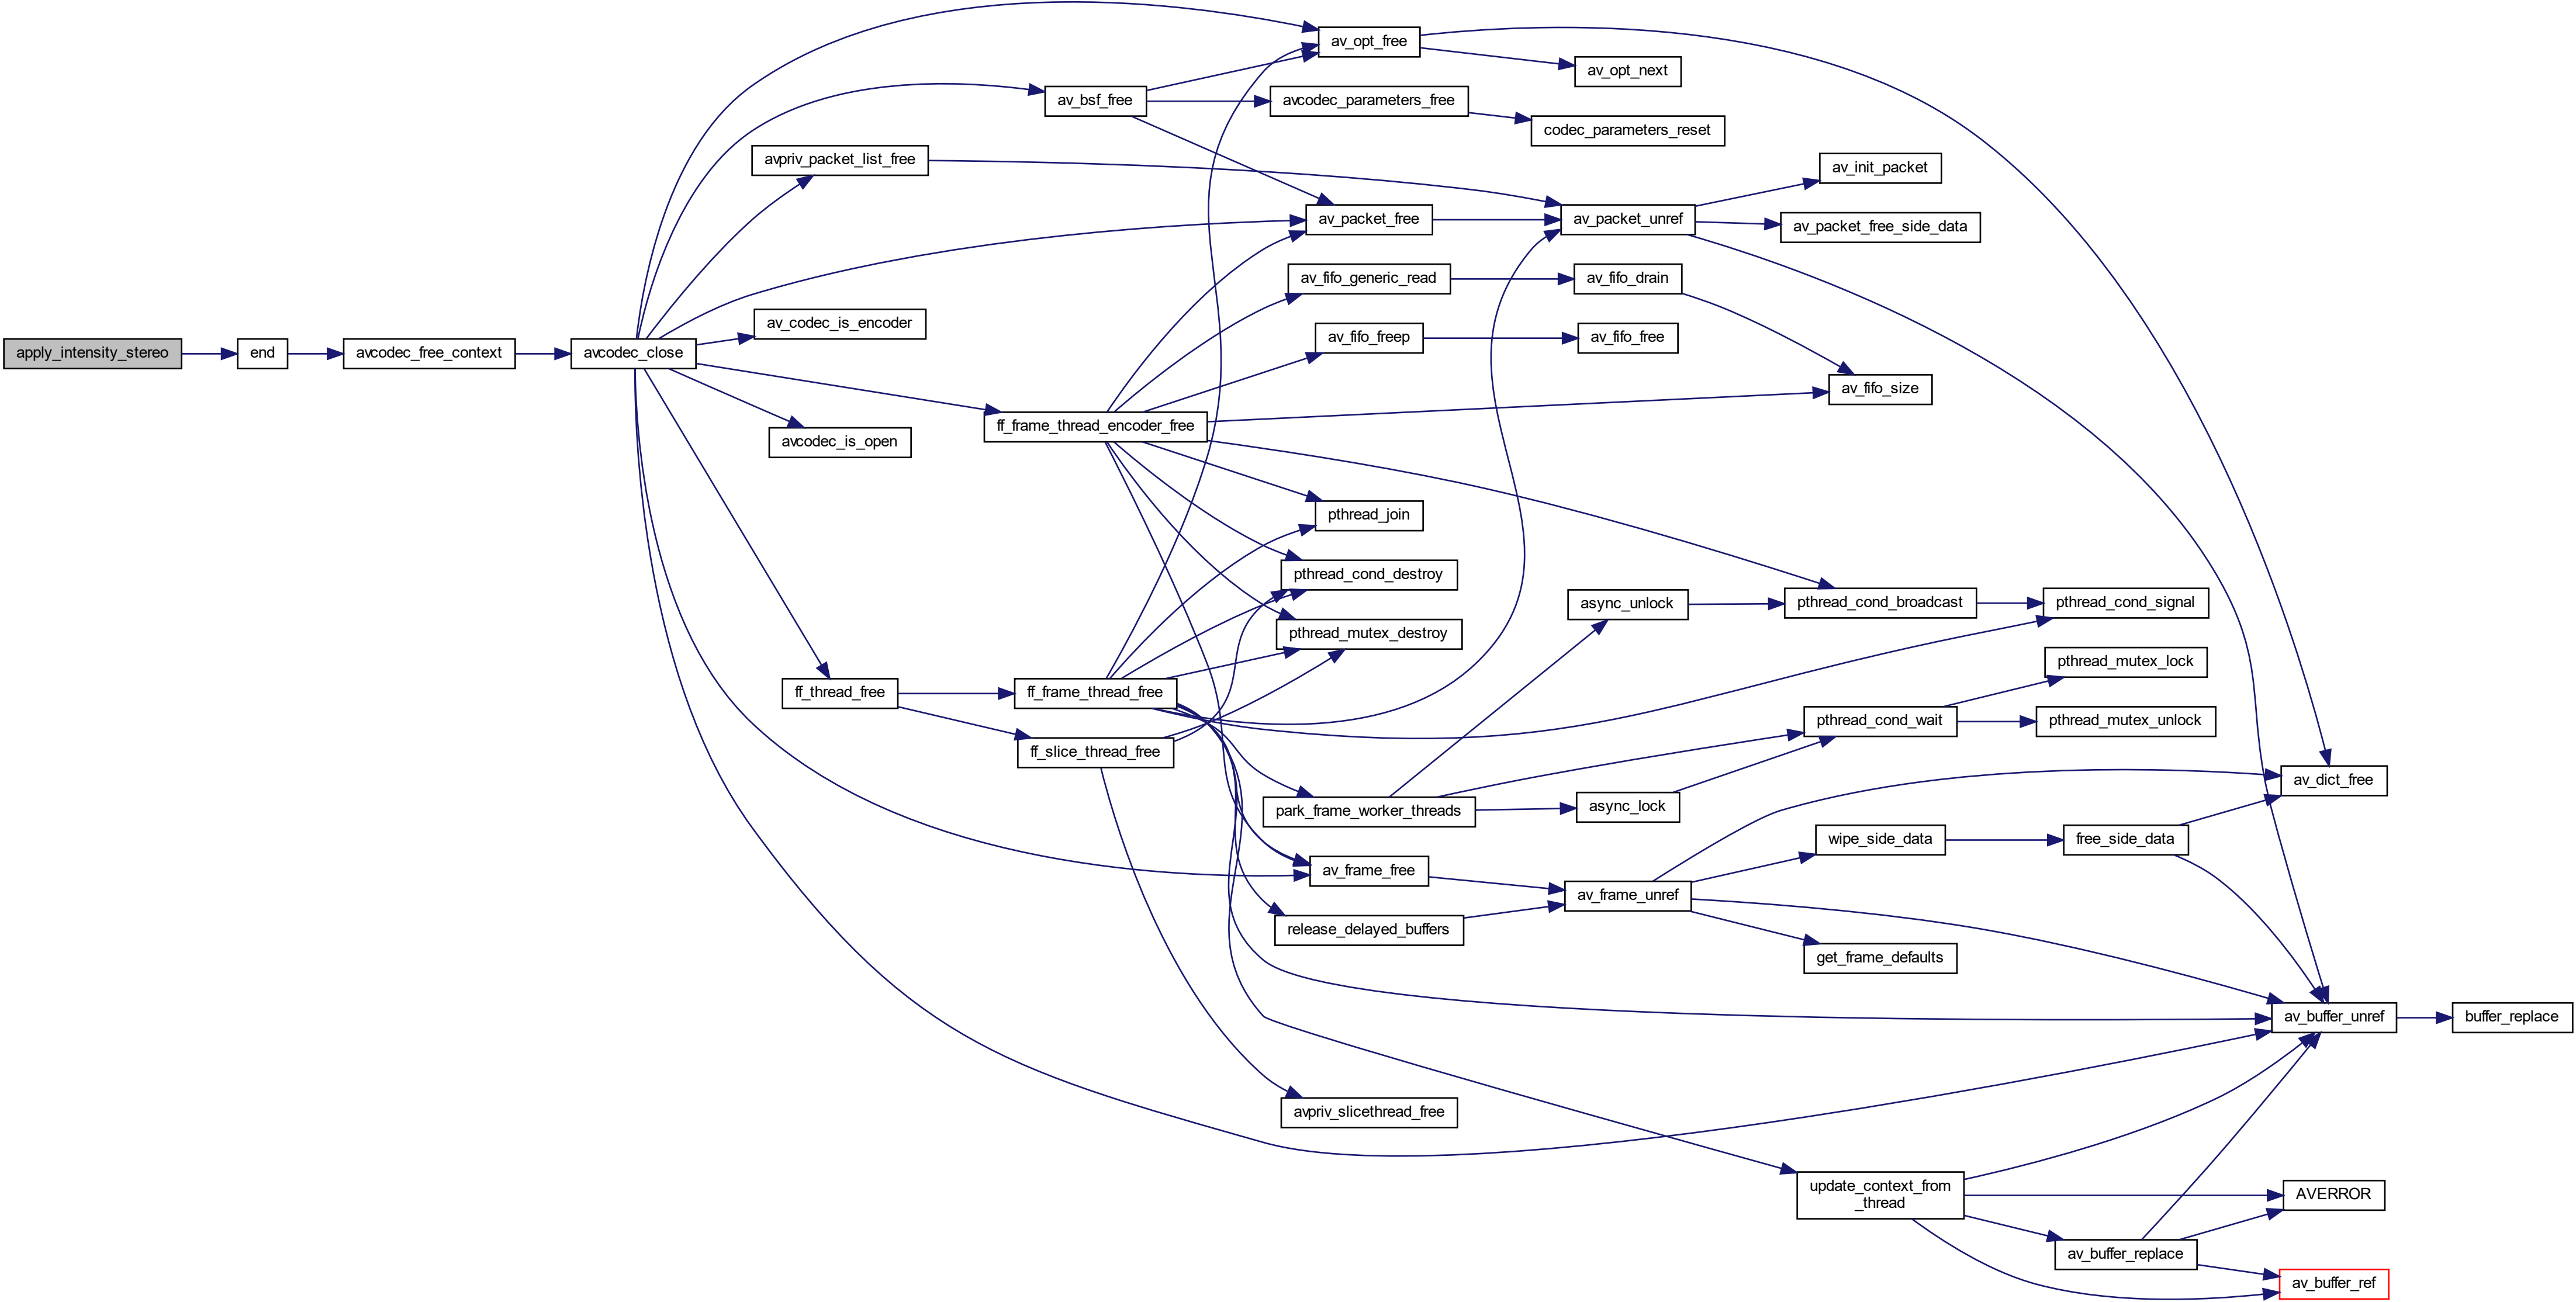 av_opt_free
av_opt_next
av_bsf_free
avcodec_parameters_free
codec_parameters_reset
avpriv_packet_list_free
av_init_packet
av_packet_free
av_packet_unref
av_packet_free_side_data
av_fifo_generic_read
av_fifo_drain
av_codec_is_encoder
av_fifo_freep
av_fifo_free
apply_intensity_stereo
end
avcodec_free_context
avcodec_close
av_fifo_size
ff_frame_thread_encoder_free
avcodec_is_open
pthread_join
pthread_cond_destroy
async_unlock
pthread_cond_broadcast
pthread_cond_signal
pthread_mutex_destroy
pthread_mutex_lock
ff_thread_free
ff_frame_thread_free
pthread_cond_wait
pthread_mutex_unlock
ff_slice_thread_free
av_dict_free
park_frame_worker_threads
async_lock
wipe_side_data
free_side_data
av_frame_free
av_frame_unref
release_delayed_buffers
get_frame_defaults
av_buffer_unref
buffer_replace
avpriv_slicethread_free
update_context_from
_thread
AVERROR
av_buffer_replace
av_buffer_ref